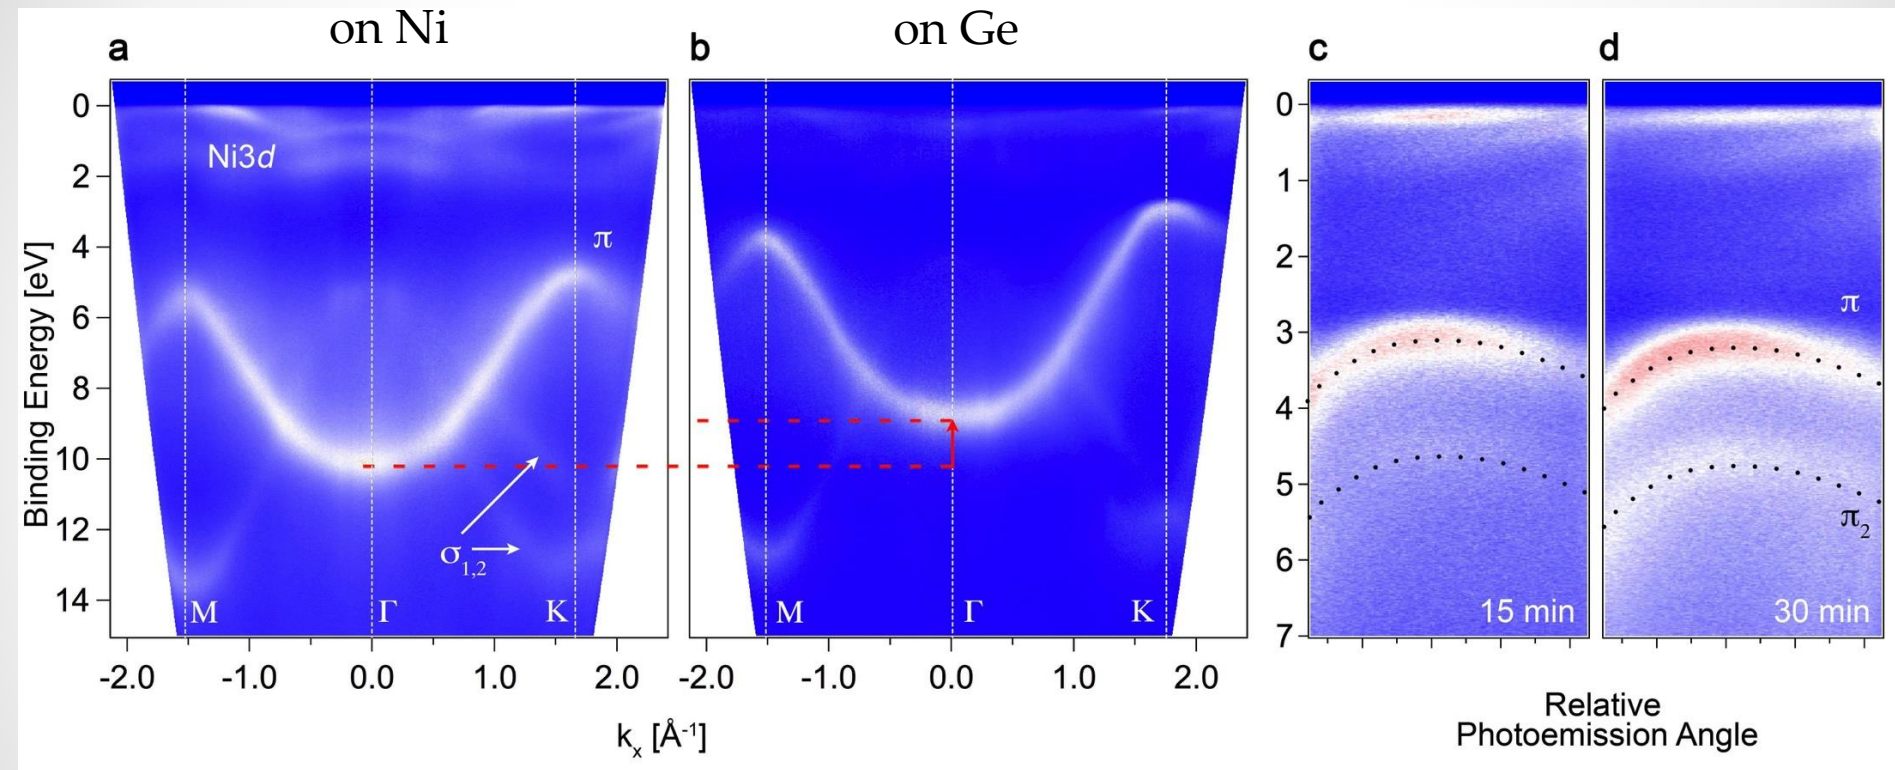 on Ni
on Ge
a
b
c
d
Binding Energy [eV]
0
2
4
6
8
10
12
14
Ni3d
π
σ1,2
M
Γ
K
-2.0
-1.0
0.0
1.0
2.0
M
Γ
K
-2.0
-1.0
0.0
1.0
2.0
kx [Å-1]
0
1
2
3
4
5
6
7
15 min
π
π2
30 min
Relative
Photoemission Angle